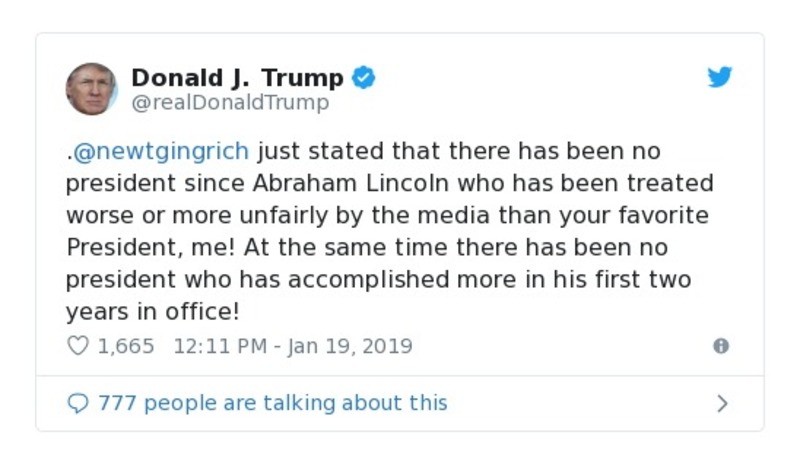 Donald J. Trump
@realDonaldTrump
.@newtgingrich just stated that there has been no
president since Abraham Lincoln who has been treated
worse or more unfairly by the media than your favorite
President, me! At the same time there has been no
president who has accomplished more in his first two
years in office!
1,665 12:11 PM - Jan 19, 2019
777 people are talking about this